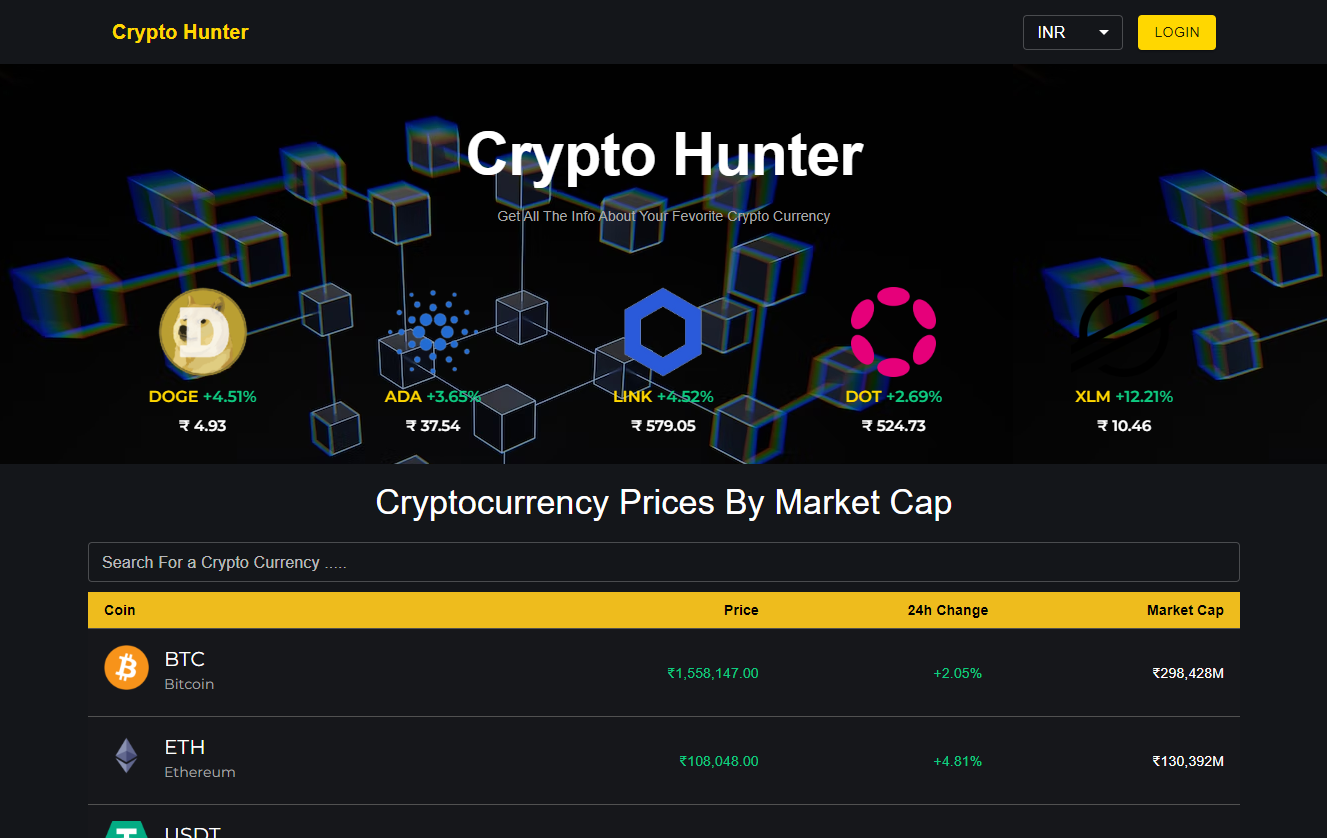 Crypto Hunter
INR
LOGIN
Crypto Hunter
Get All The Info About Your Fevorite Crypto Currency
DOGE +4.51%
₹ 4.93
ADA +3.65%
₹ 37.54
LINK +4.52%
₹ 579.05
DOT +2.69%
₹ 524.73
XLM +12.21%
₹ 10.46
Cryptocurrency Prices By Market Cap
Search For a Crypto Currency .....
Coin Price 24h Change Market Cap
BTC
Bitcoin
₹1,558,147.00 +2.05% ₹298,428M
ETH
Ethereum
₹108,048.00 +4.81% ₹130,392M
USDT